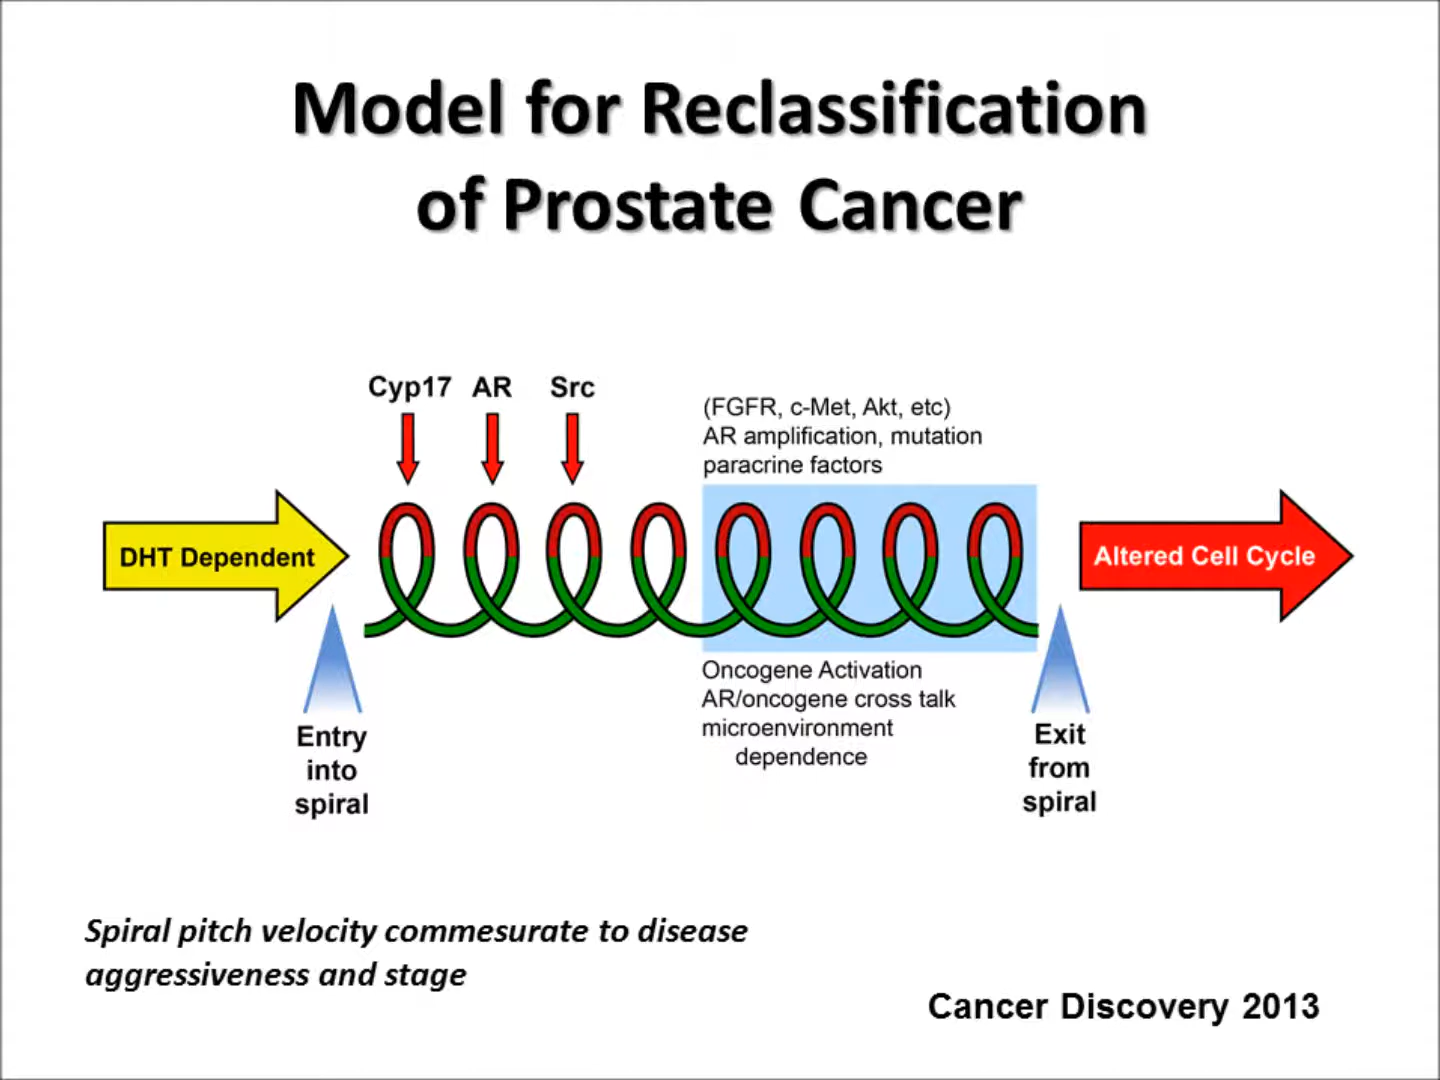 Model for Reclassification
of Prostate Cancer
Cyp17 AR Src
(FGFR, c-Met, Akt, etc)
AR amplification, mutation
paracrine factors
DHT Dependent
Altered Cell Cycle
Entry
into
spiral
Oncogene Activation
AR/oncogene cross talk
microenvironment
dependence
Exit
from
spiral
Spiral pitch velocity commesurate to disease
aggressiveness and stage
Cancer Discovery 2013